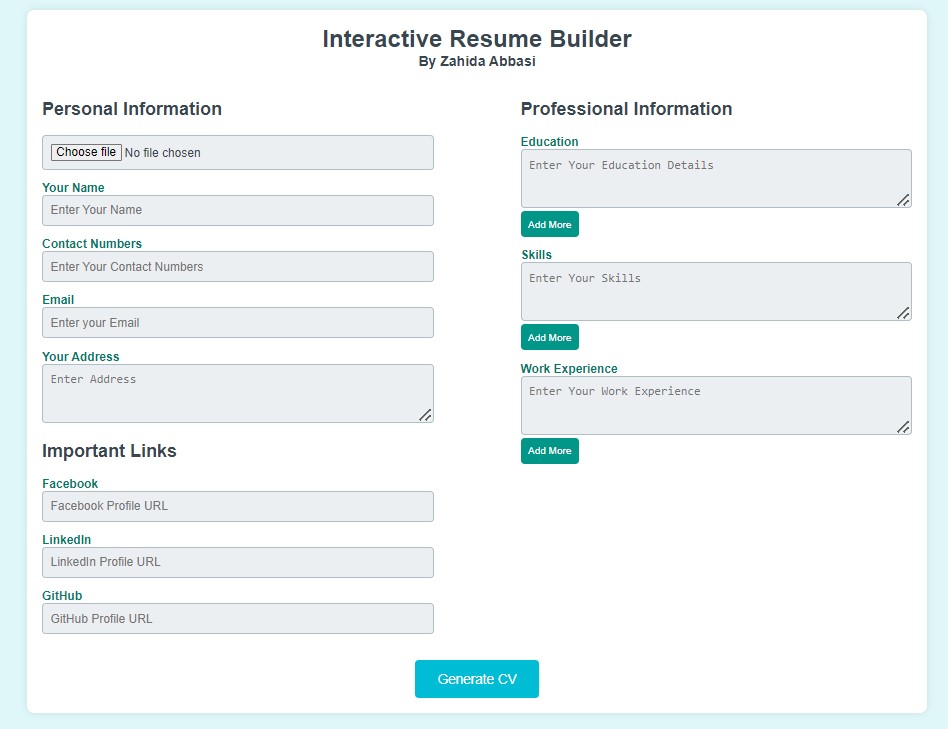 Interactive Resume Builder
By Zahida Abbasi
Personal Information
Choose file No file chosen
Your Name
Enter Your Name
Contact Numbers
Enter Your Contact Numbers
Email
Enter your Email
Your Address
Enter Address
Important Links
Facebook
Facebook Profile URL
LinkedIn
LinkedIn Profile URL
GitHub
GitHub Profile URL
Professional Information
Education
Enter Your Education Details
Add More
Skills
Enter Your Skills
Add More
Work Experience
Enter Your Work Experience
Add More
Generate CV